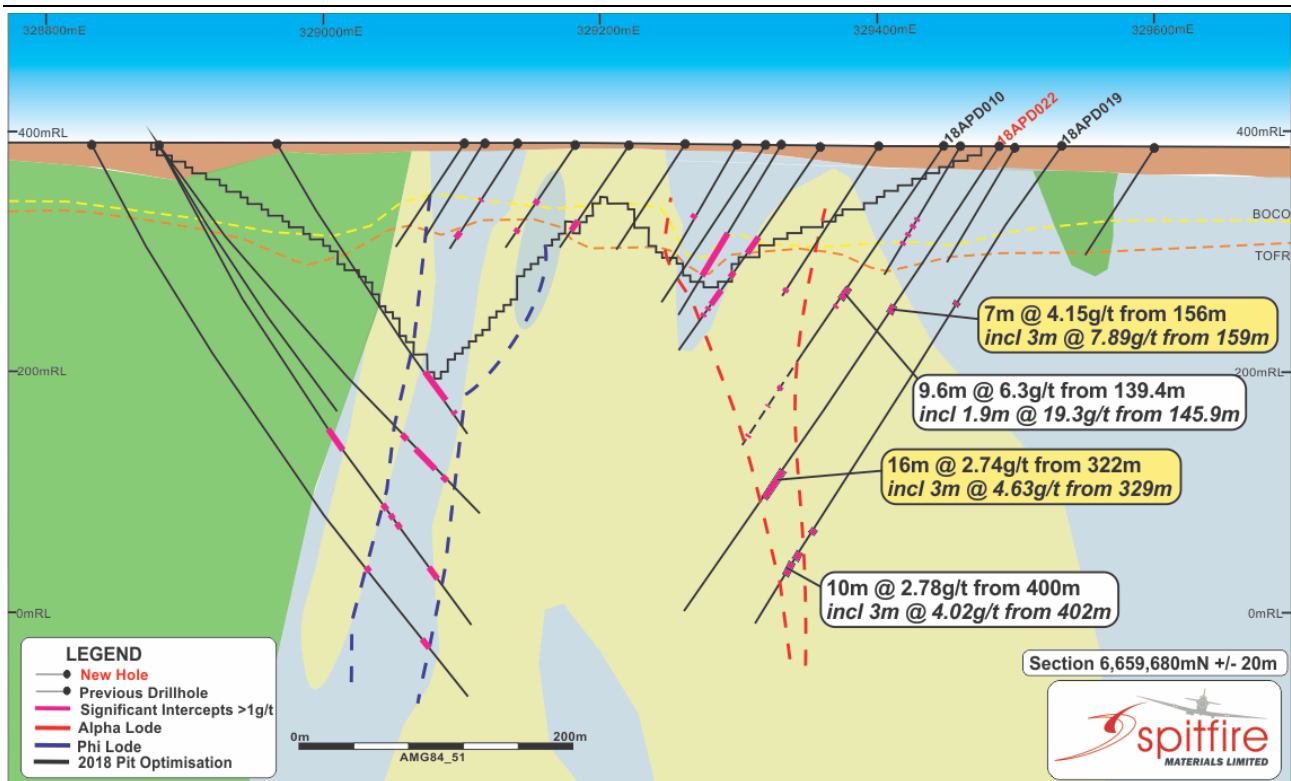 328800mE
329000mE
329200mE
329400mE
329600mE
400mRL
400mRL
18APD010
18APD022
18APD019
BOCO
TOFR
7m @ 4.15g/t from 156m
incl 3m @ 7.89g/t from 159m
200mRL
200mRL
9.6m @ 6.3g/t from 139.4m
incl 1.9m @ 19.3g/t from 145.9m
16m @ 2.74g/t from 322m
incl 3m @ 4.63g/t from 329m
10m @ 2.78g/t from 400m
incl 3m @ 4.02g/t from 402m
0mRL
0mRL
LEGEND
New Hole
Previous Drillhole
Significant Intercepts >1g/t
Alpha Lode
Phi Lode
2018 Pit Optimisation
0m
200m
AMG84_51
Section 6,659,680mN +/- 20m
spitfire
MATERIALS LIMITED